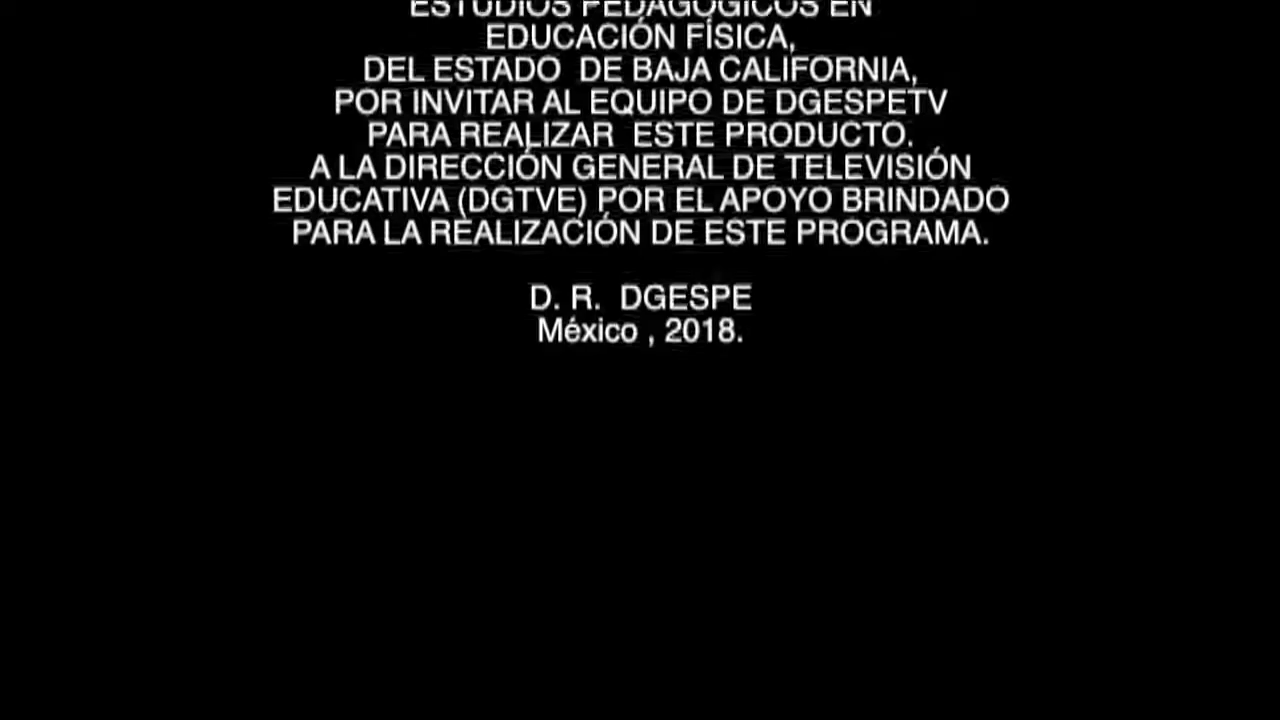 ESTUDIOS PEDAGÓGICOS EN
EDUCACIÓN FÍSICA,
DEL ESTADO  DE BAJA CALIFORNIA,
POR INVITAR AL EQUIPO DE DGESPETV
PARA REALIZAR  ESTE PRODUCTO.
A LA DIRECCIÓN GENERAL DE TELEVISIÓN
EDUCATIVA (DGTVE) POR EL APOYO BRINDADO
PARA LA REALIZACIÓN DE ESTE PROGRAMA.
D. R.  DGESPE
México , 2018.